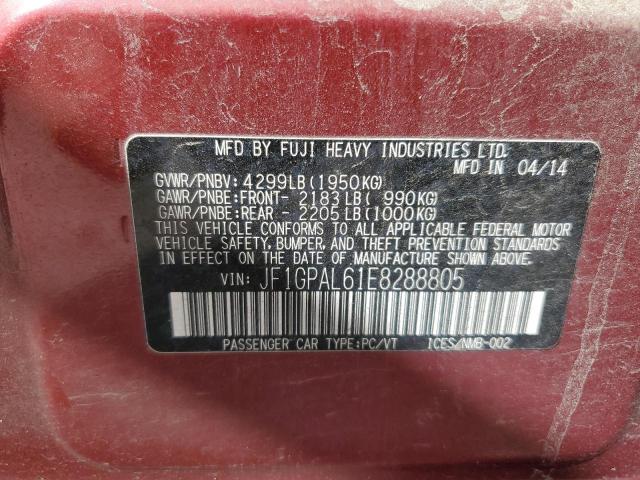 MFD BY FUJI HEAVY INDUSTRIES LTD.
MFD IN 04/14
GVWR/PNBV: 4299LB(1950KG)
GAWR/PNBE:FRONT- 2183LB( 990KG)
GAWR/PNBE:REAR - 2205LB(1000KG)
THIS VEHICLE CONFORMS TO ALL APPLICABLE FEDERAL MOTOR
VEHICLE SAFETY, BUMPER, AND THEFT PREVENTION STANDARDS
IN EFFECT ON THE DATE OF MANUFACTURE SHOWN ABOVE.
VIN: JF1GPAL61E8288805
PASSENGER CAR TYPE:PC/VT ICES/NMB-002